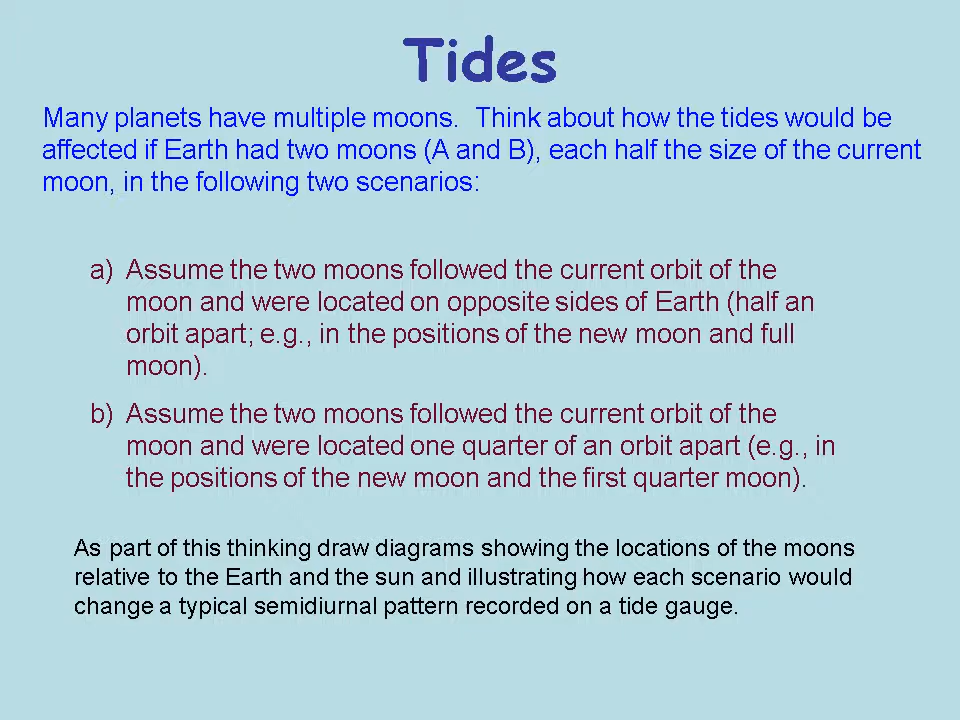 Tides
Many planets have multiple moons.  Think about how the tides would be
affected if Earth had two moons (A and B), each half the size of the current
moon, in the following two scenarios:
a) Assume the two moons followed the current orbit of the
moon and were located on opposite sides of Earth (half an
orbit apart; e.g., in the positions of the new moon and full
moon).
b) Assume the two moons followed the current orbit of the
moon and were located one quarter of an orbit apart (e.g., in
the positions of the new moon and the first quarter moon).
As part of this thinking draw diagrams showing the locations of the moons
relative to the Earth and the sun and illustrating how each scenario would
change a typical semidiurnal pattern recorded on a tide gauge.